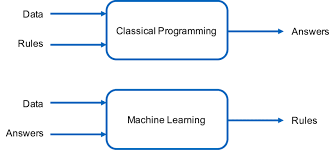 Data
Rules
Classical Programming
Answers
Data
Answers
Machine Learning
Rules